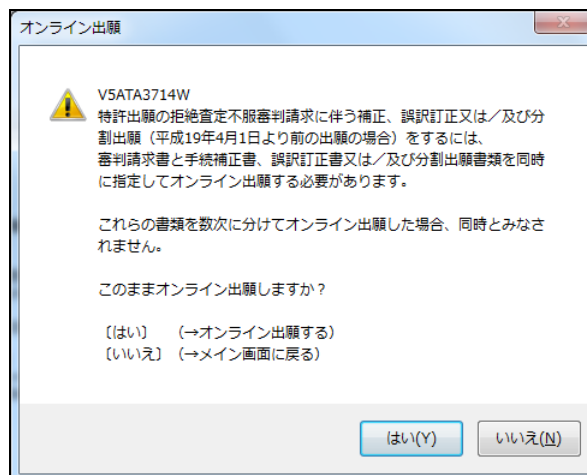 オンライン出願
V5ATA3714W
特許出願の拒絶査定不服審判請求に伴う補正、誤訳訂正又は／及び分
割出願（平成19年4月1日より前の出願の場合）をするには、
審判請求書と手続補正書、誤訳訂正書又は／及び分割出願書類を同時
に指定してオンライン出願する必要があります。
これらの書類を数次に分けてオンライン出願した場合、同時とみなさ
れません。
このままオンライン出願しますか？
〔はい〕　（→オンライン出願する）
〔いいえ〕（→メイン画面に戻る）
はい(Y)
いいえ(N)